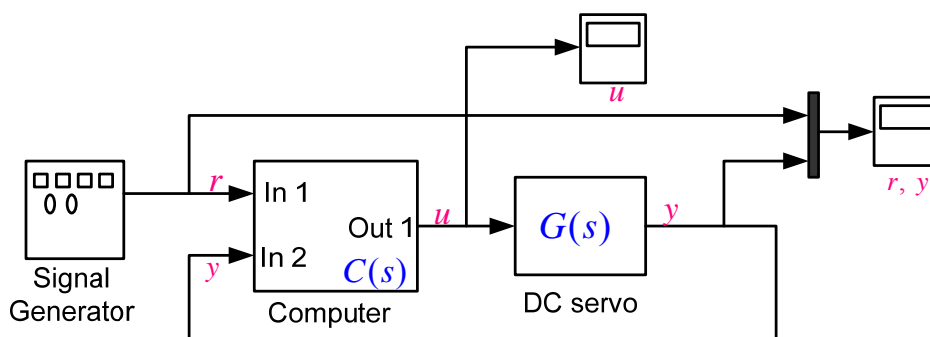 u
r, y
r
In 1
Out 1
u
G(s)
y
y
In 2
C(s)
Signal
Generator
Computer
DC servo